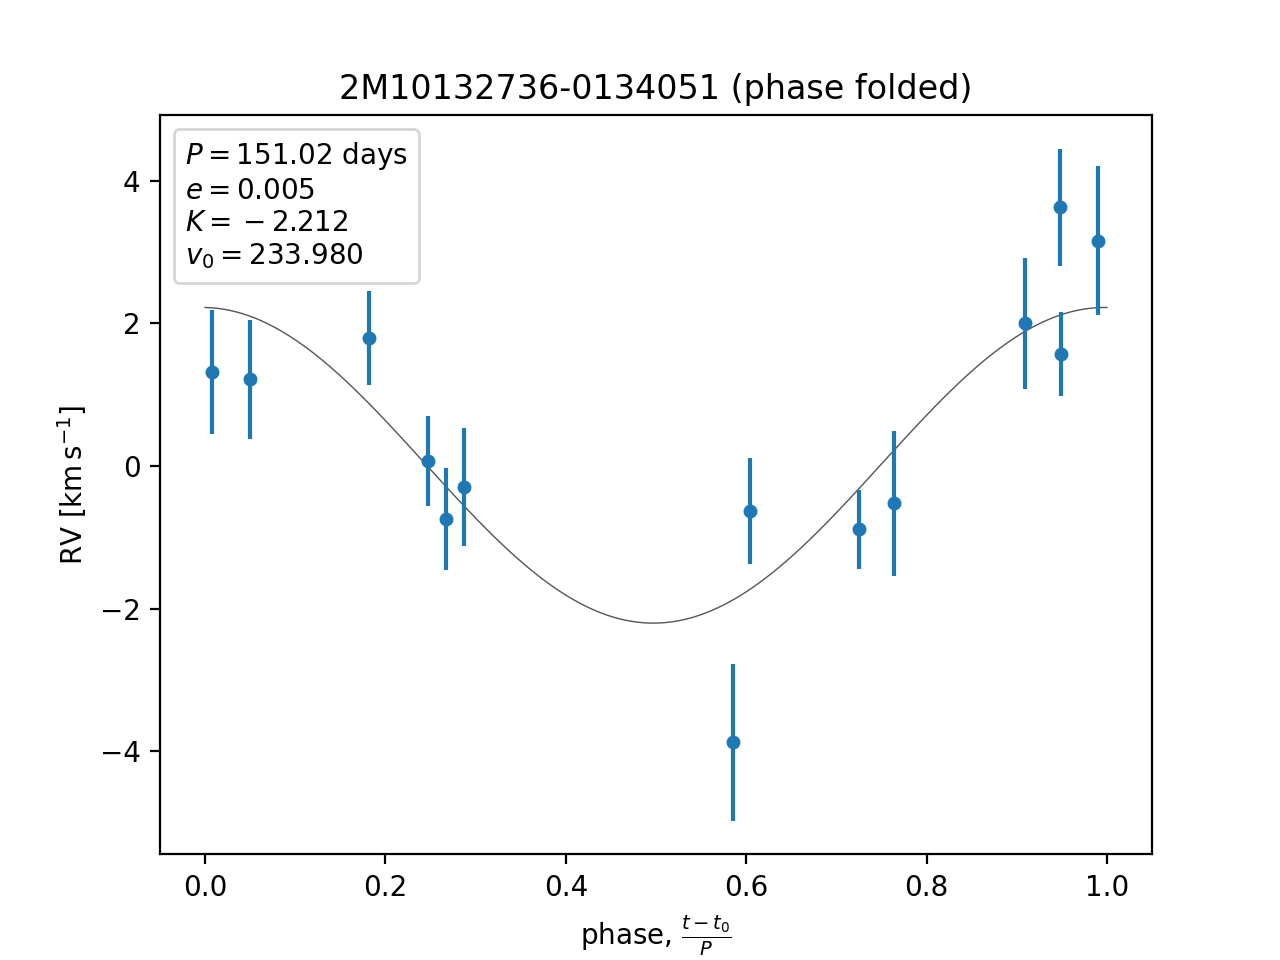 2M10132736-0134051 (phase folded)
P = 151.02 days
e = 0.005
K = −2.212
v₀ = 233.980
4
2
0
−2
−4
RV [km s⁻¹]
0.0 0.2 0.4 0.6 0.8 1.0
phase, (t − t₀)/P